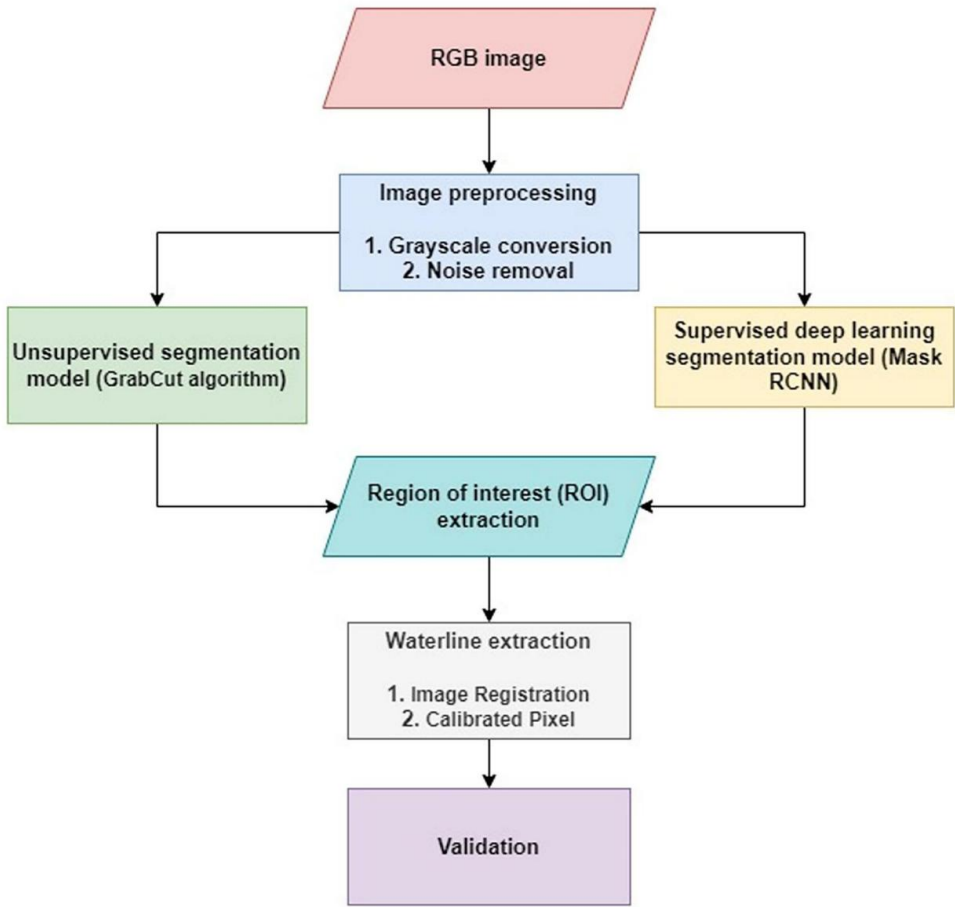 RGB image
Image preprocessing
1. Grayscale conversion
2. Noise removal
Unsupervised segmentation
model (GrabCut algorithm)
Supervised deep learning
segmentation model (Mask
RCNN)
Region of interest (ROI)
extraction
Waterline extraction
1. Image Registration
2. Calibrated Pixel
Validation